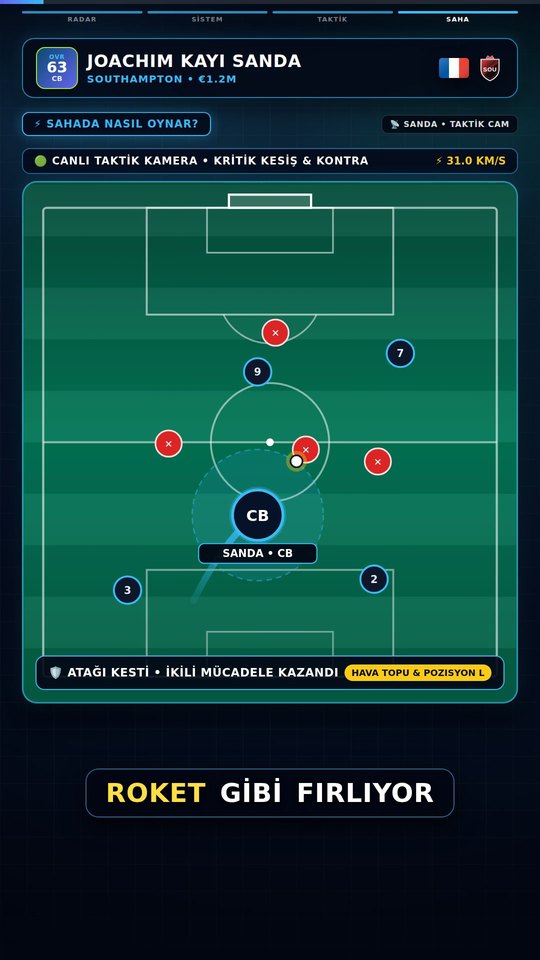 RADAR
SİSTEM
TAKTİK
SAHA
OVR
63
CB
JOACHIM KAYI SANDA
SOUTHAMPTON • €1.2M
SOU
⚡ SAHADA NASIL OYNAR?
📡 SANDA • TAKTİK CAM
🟢 CANLI TAKTİK KAMERA • KRİTİK KESİŞ & KONTRA
⚡ 31.0 KM/S
×
7
9
×
×
×
CB
SANDA • CB
2
3
🛡️ ATAĞI KESTİ • İKİLİ MÜCADELE KAZANDI
HAVA TOPU & POZİSYON L
ROKET GİBİ FIRLIYOR